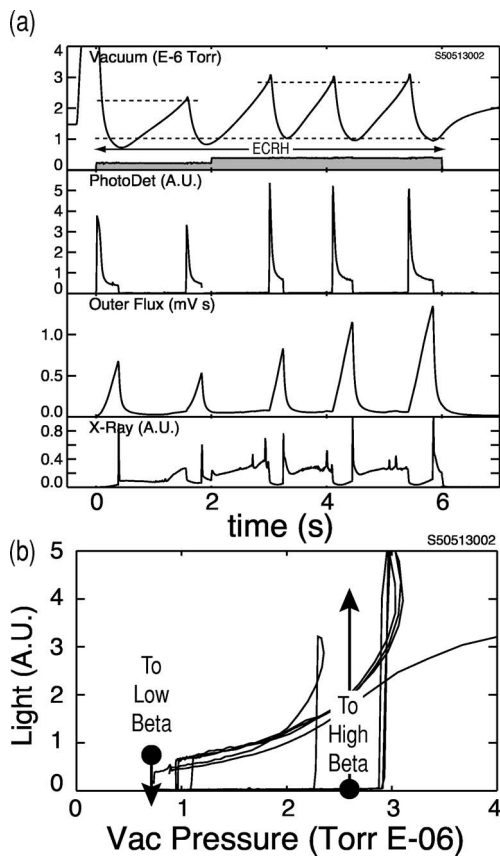 (a)
Vacuum (E-6 Torr)
S50513002
4
3
2
1
0
ECRH
PhotoDet (A.U.)
5
4
3
2
1
0
Outer Flux (mV s)
1.0
0.5
0.0
X-Ray (A.U.)
0.8
0.4
0.0
0 2 4 6
time (s)
(b)
S50513002
5
4
3
2
1
0
Light (A.U.)
To
Low
Beta
To
High
Beta
1 2 3 4
Vac Pressure (Torr E-06)